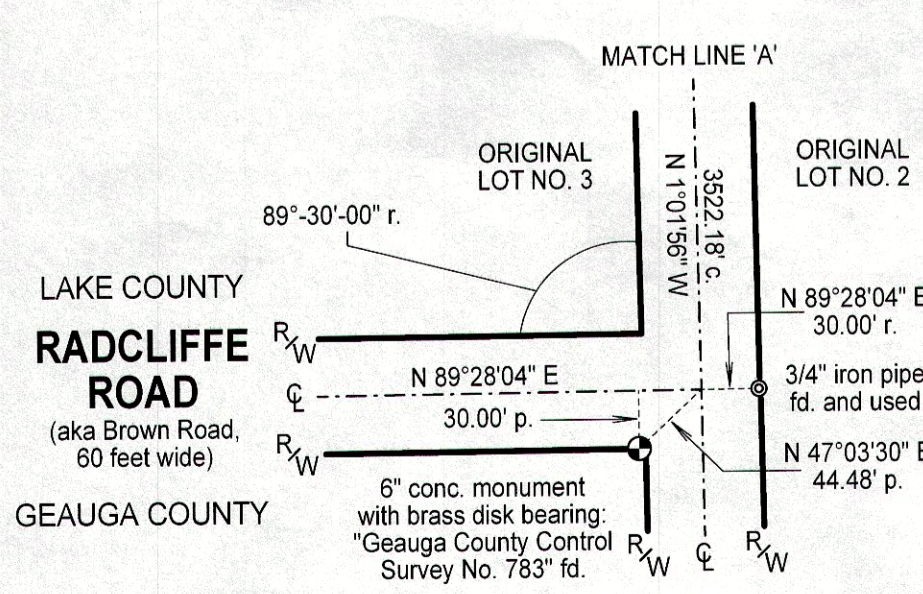 MATCH LINE 'A'
ORIGINAL
LOT NO. 3
ORIGINAL
LOT NO. 2
N 1°01'56" W
3522.18' c.
89°-30'-00" r.
LAKE COUNTY
RADCLIFFE
ROAD
(aka Brown Road,
60 feet wide)
GEAUGA COUNTY
R/W
℄
R/W
N 89°28'04" E
30.00' p.
N 89°28'04" E
30.00' r.
3/4" iron pipe
fd. and used
N 47°03'30" E
44.48' p.
6" conc. monument
with brass disk bearing:
"Geauga County Control
Survey No. 783" fd.
R/W
℄
R/W